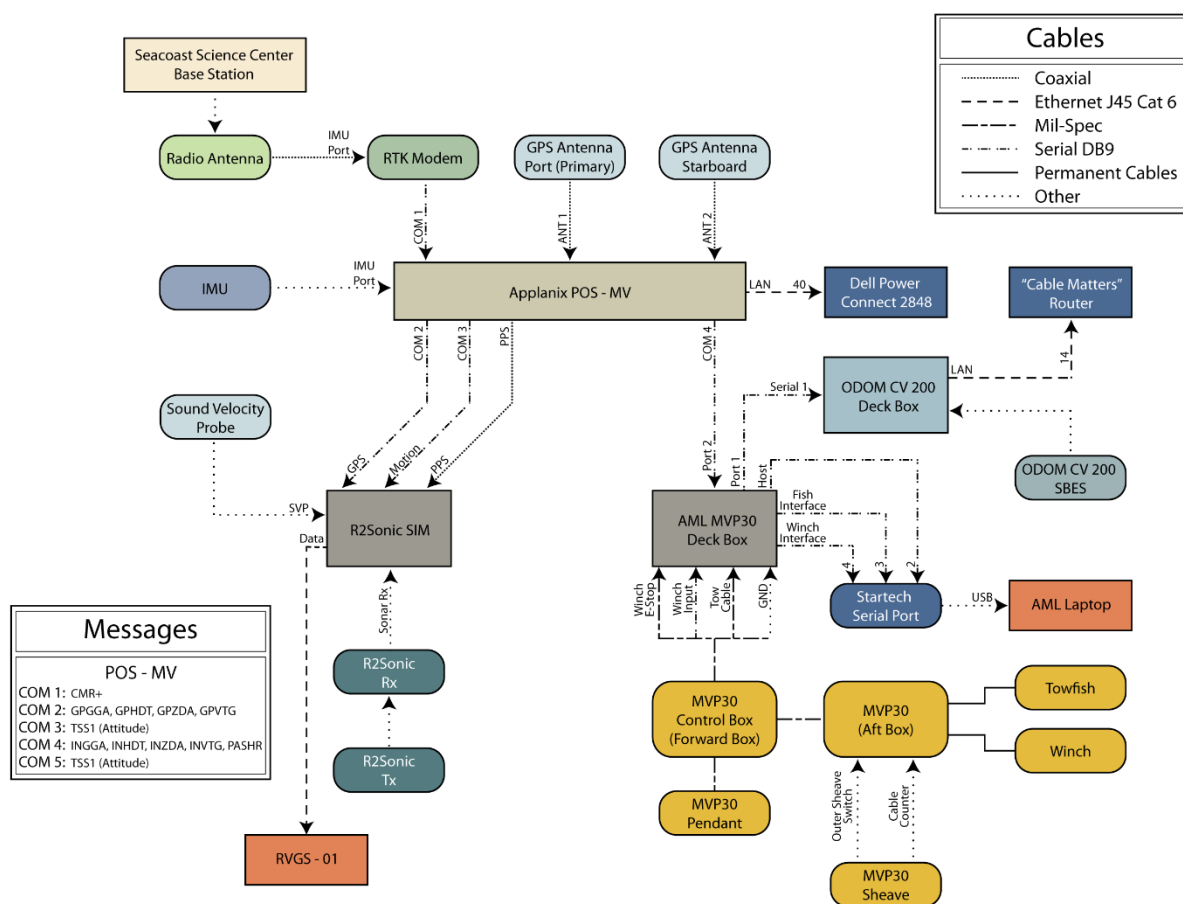 Cables
Coaxial
Ethernet J45 Cat 6
Mil-Spec
Serial DB9
Permanent Cables
Other
Seacoast Science Center
Base Station
Radio Antenna
IMU
Port
RTK Modem
GPS Antenna
Port (Primary)
GPS Antenna
Starboard
COM 1
ANT 1
ANT 2
IMU
IMU
Port
Applanix POS - MV
LAN
40
Dell Power
Connect 2848
“Cable Matters”
Router
COM 2
COM 3
PPS
COM 4
14
LAN
Serial 1
ODOM CV 200
Deck Box
Sound Velocity
Probe
GPS
Motion
PPS
Port 2
Port 1
Host
ODOM CV 200
SBES
SVP
R2Sonic SIM
Data
AML MVP30
Deck Box
Fish
Interface
Winch
Interface
4
3
2
Startech
Serial Port
USB
AML Laptop
Sonar Rx
Winch
E-Stop
Winch
Input
Tow
Cable
GND
Messages
POS - MV
COM 1: CMR+
COM 2: GPGGA, GPHDT, GPZDA, GPVTG
COM 3: TSS1 (Attitude)
COM 4: INGGA, INHDT, INZDA, INVTG, PASHR
COM 5: TSS1 (Attitude)
R2Sonic
Rx
R2Sonic
Tx
MVP30
Control Box
(Forward Box)
MVP30
(Aft Box)
Towfish
Winch
MVP30
Pendant
Outer Sheave
Switch
Cable
Counter
RVGS - 01
MVP30
Sheave